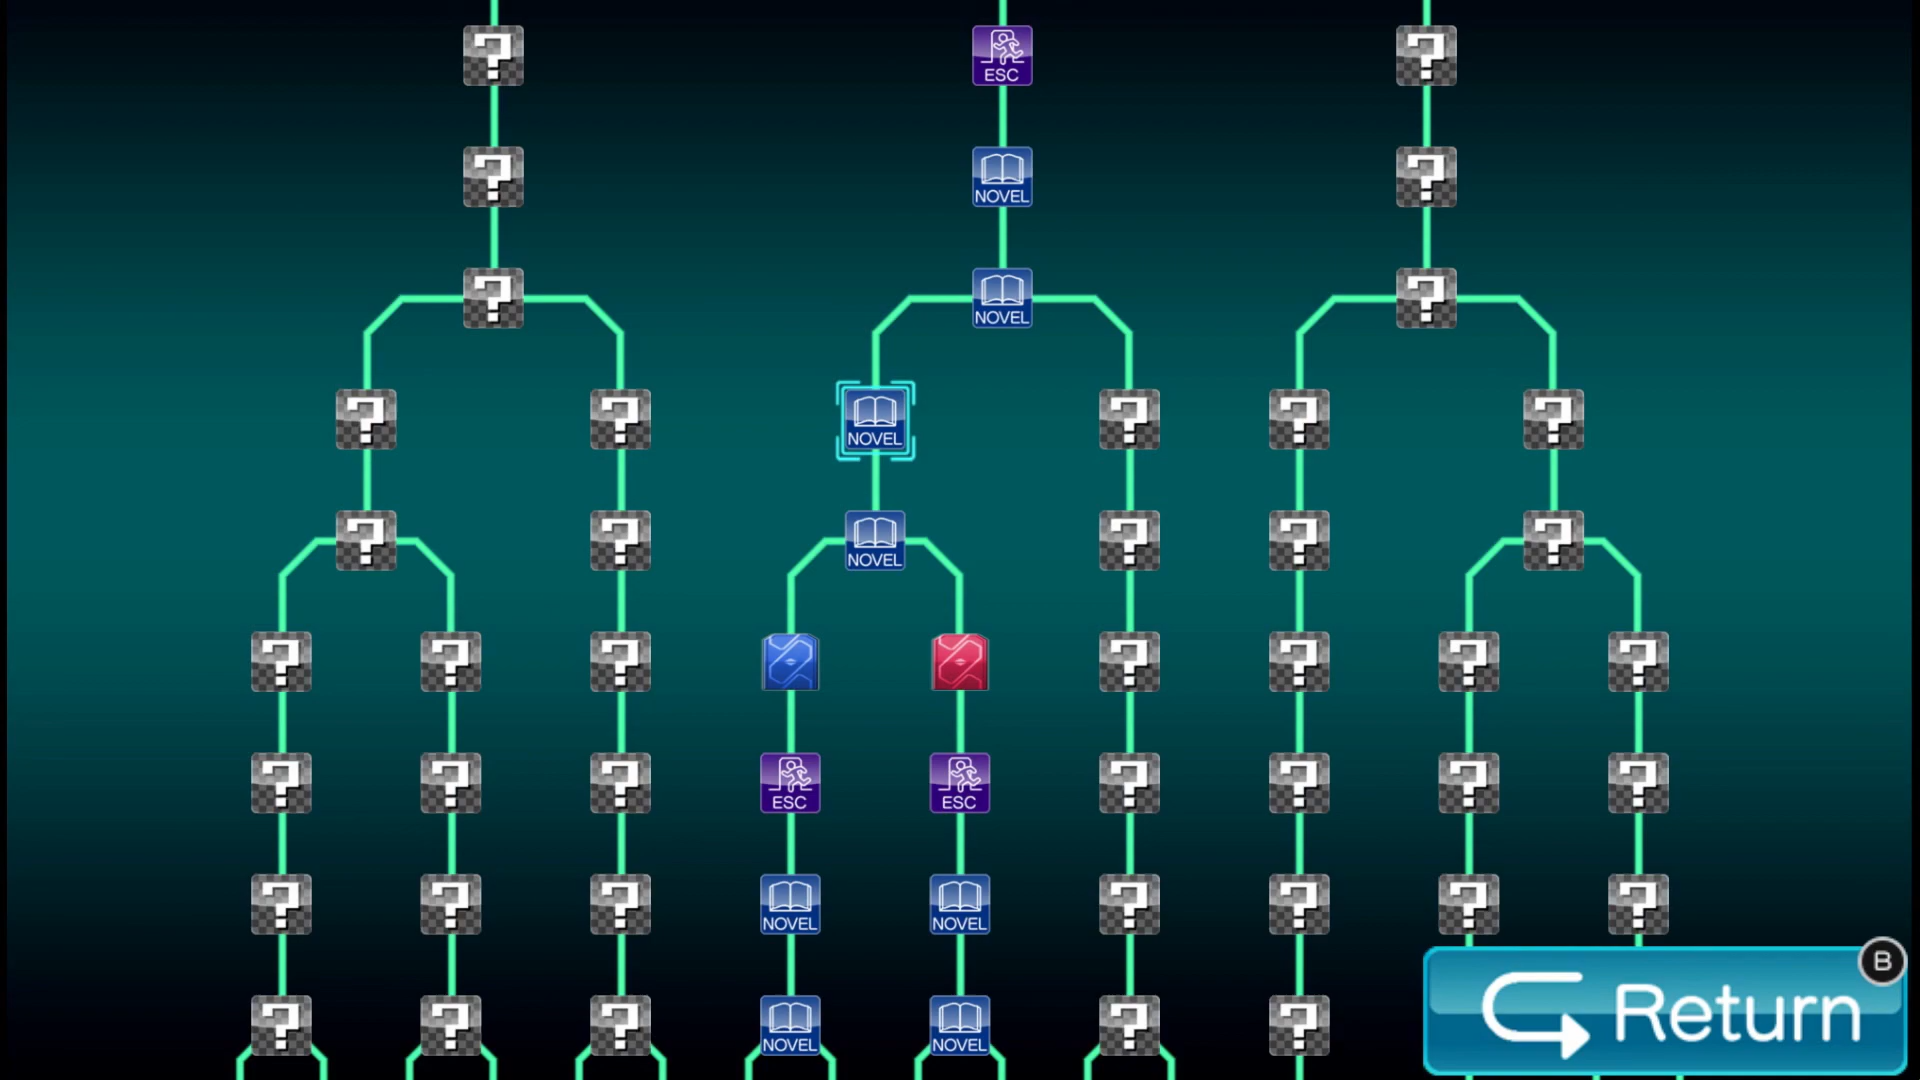 ? ESC ?
? NOVEL ?
? NOVEL ?
? ? NOVEL ? ? ?
? ? NOVEL ? ? ?
? ? ? ? ? ? ?
? ? ? ESC ESC ? ? ? ?
? ? ? NOVEL NOVEL ? ? ? ?
B
Return
? ? ? NOVEL NOVEL ? ?